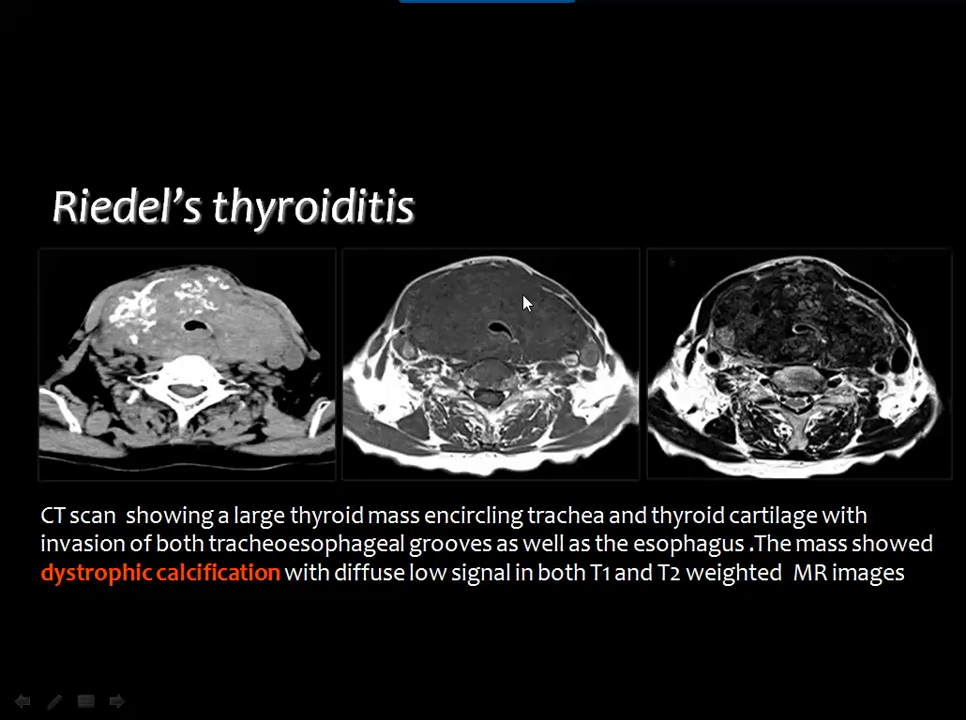 Riedel's thyroiditis
CT scan  showing a large thyroid mass encircling trachea and thyroid cartilage with
invasion of both tracheoesophageal grooves as well as the esophagus .The mass showed
dystrophic calcification with diffuse low signal in both T1 and T2 weighted  MR images